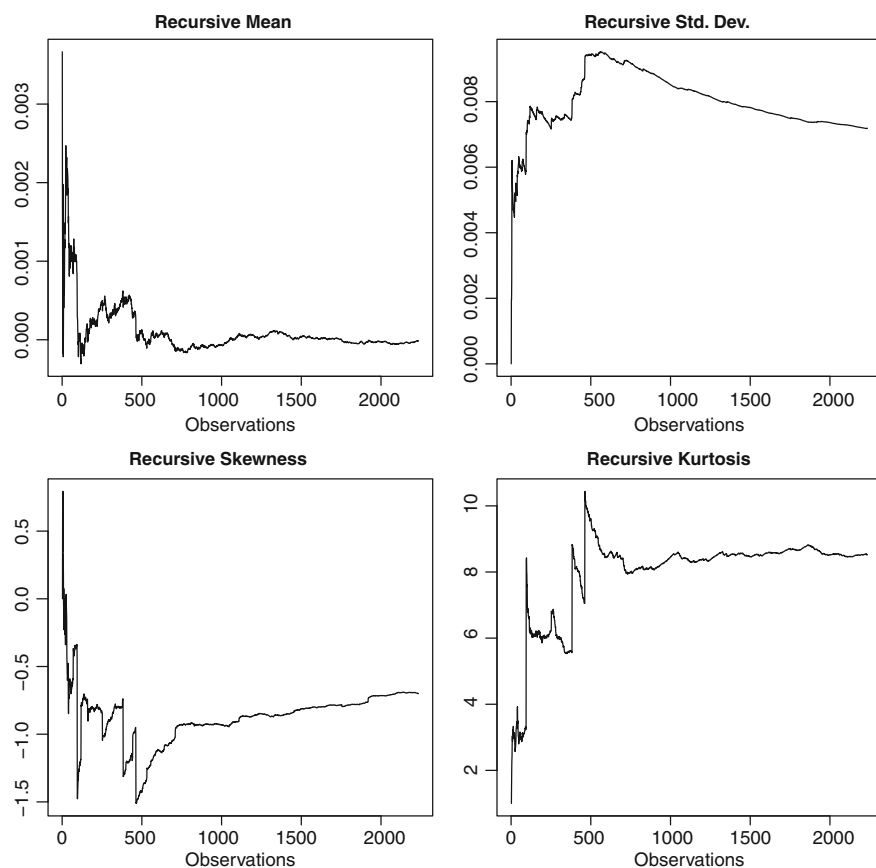 Recursive Mean
0.003
0.002
0.001
0.000
0 500 1000 1500 2000
Observations
Recursive Std. Dev.
0.008
0.006
0.004
0.002
0.000
0 500 1000 1500 2000
Observations
Recursive Skewness
0.5
0.0
−0.5
−1.0
−1.5
0 500 1000 1500 2000
Observations
Recursive Kurtosis
10
8
6
4
2
0 500 1000 1500 2000
Observations